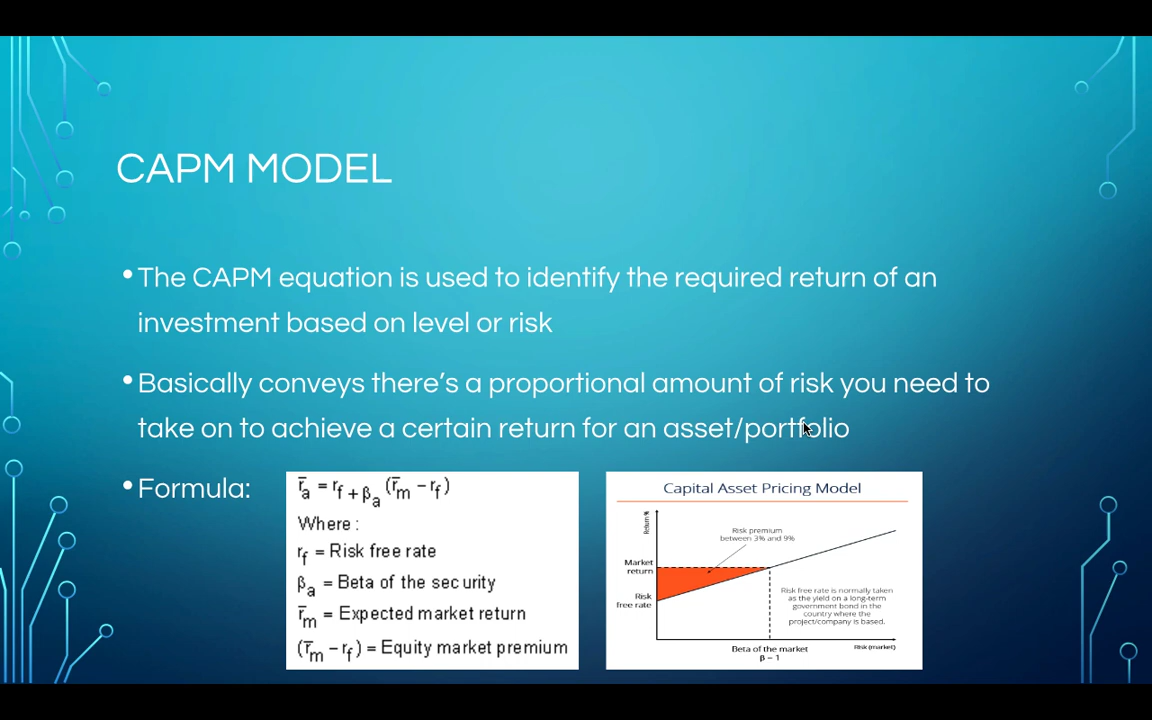 CAPM MODEL
•The CAPM equation is used to identify the required return of an
investment based on level or risk
•Basically conveys there's a proportional amount of risk you need to
take on to achieve a certain return for an asset/portfolio
•Formula:
r̅a = rf + βa (r̅m − rf)
Where :
rf = Risk free rate
βa = Beta of the security
r̅m = Expected market return
(r̅m − rf) = Equity market premium
Capital Asset Pricing Model
Return %
Risk premium
between 3% and 9%
Market
return
Risk
free rate
Risk free rate is normally taken
as the yield on a long-term
government bond in the
country where the
project/company is based.
Beta of the market
β = 1
Risk (market)